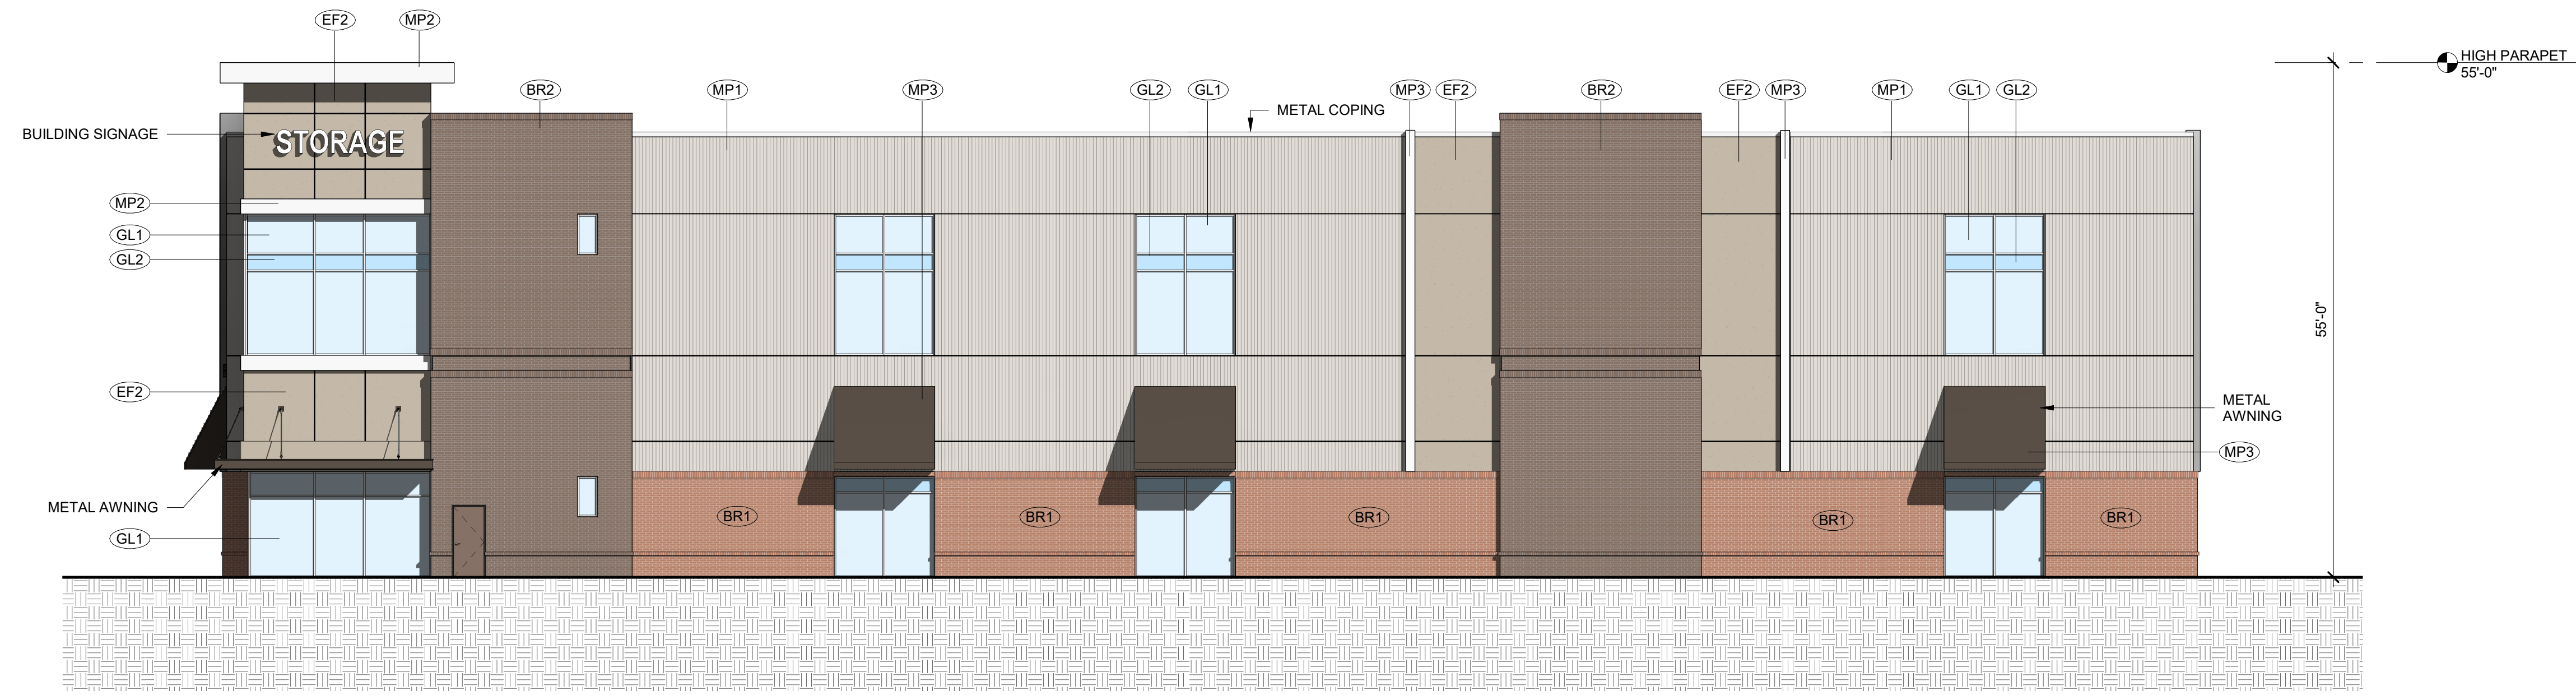 EF2
MP2
HIGH PARAPET
55'-0"
BR2
MP1
MP3
GL2
GL1
MP3
EF2
BR2
EF2
MP3
MP1
GL1
GL2
METAL COPING
BUILDING SIGNAGE
STORAGE
MP2
GL1
GL2
55'-0"
EF2
METAL
AWNING
MP3
METAL AWNING
BR1
BR1
BR1
BR1
BR1
GL1